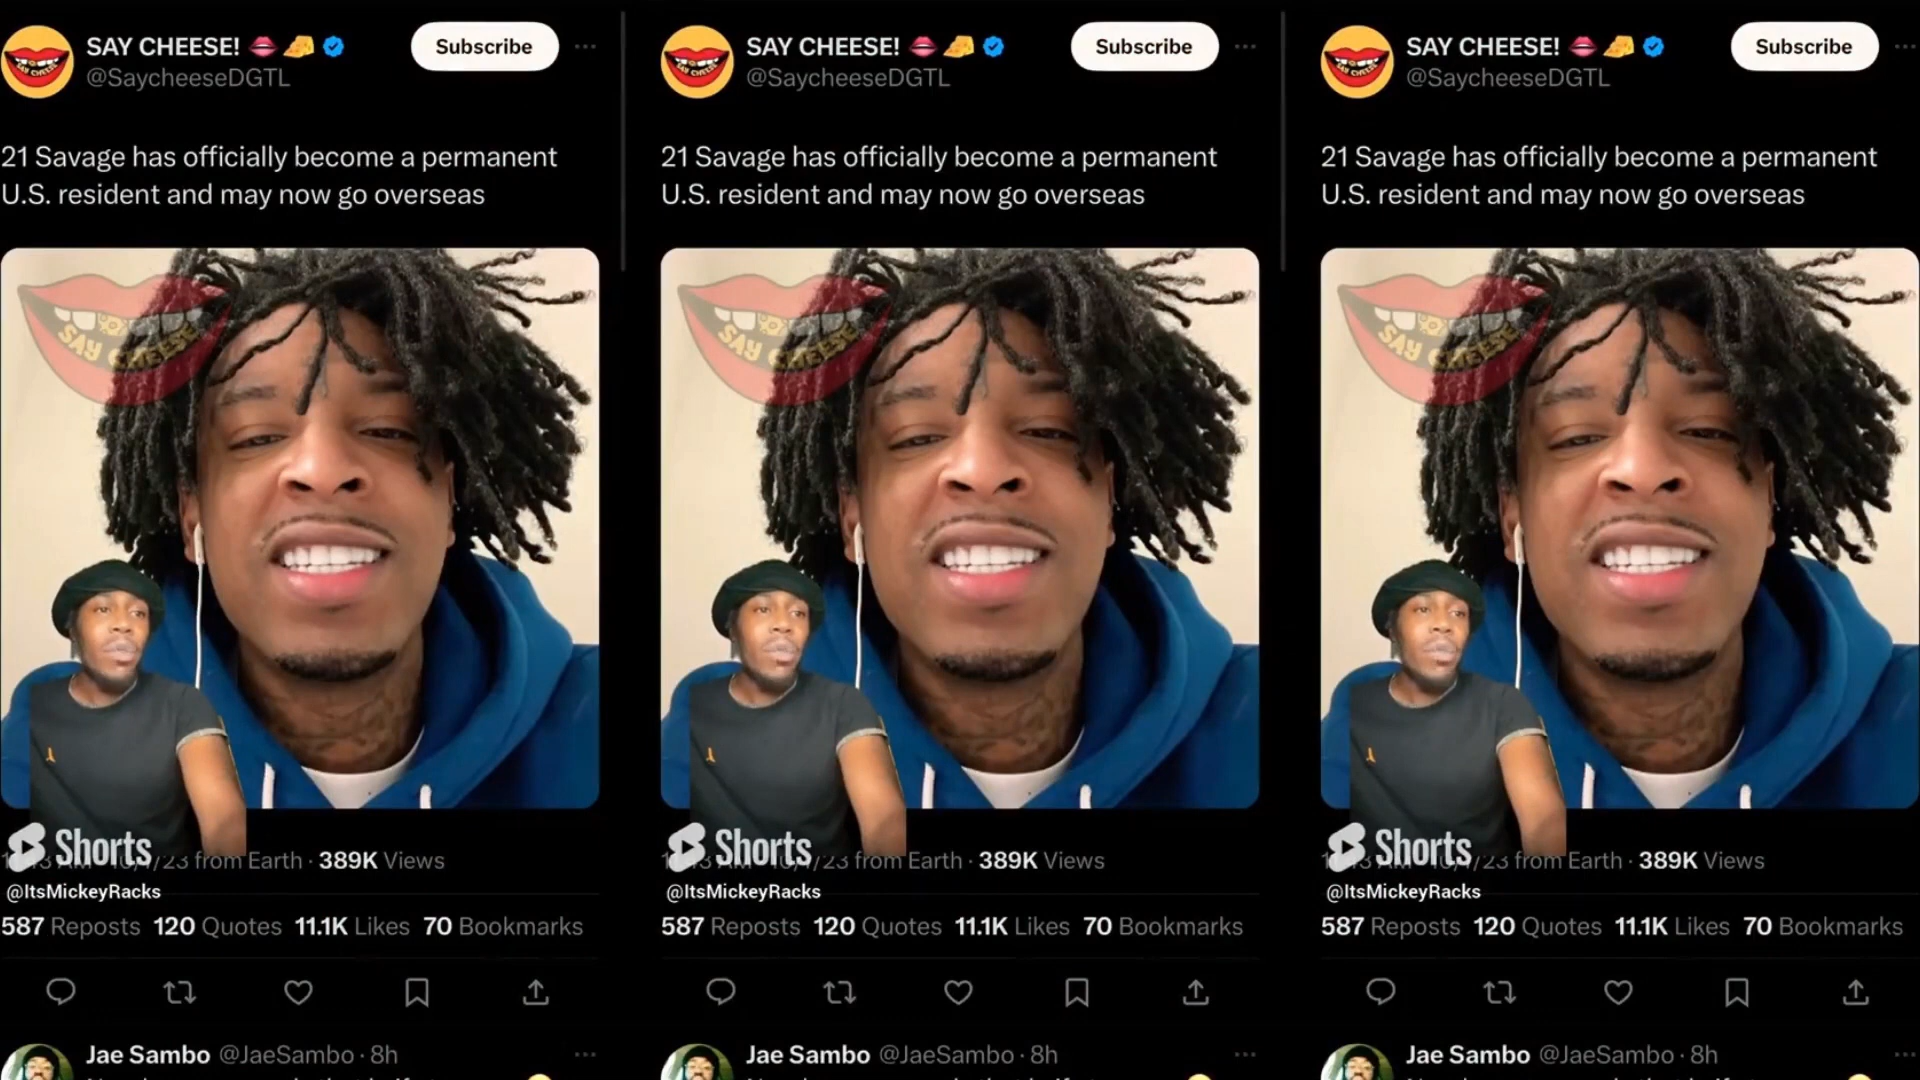 SAY CHEESE!
Subscribe
@SaycheeseDGTL
21 Savage has officially become a permanent
U.S. resident and may now go overseas
SAY CHEESE
Shorts
/23 from Earth · 389K Views
@ItsMickeyRacks
587 Reposts 120 Quotes 11.1K Likes 70 Bookmarks
Jae Sambo @JaeSambo · 8h
SAY CHEESE!
Subscribe
@SaycheeseDGTL
21 Savage has officially become a permanent
U.S. resident and may now go overseas
SAY CHEESE
Shorts
/23 from Earth · 389K Views
@ItsMickeyRacks
587 Reposts 120 Quotes 11.1K Likes 70 Bookmarks
Jae Sambo @JaeSambo · 8h
SAY CHEESE!
Subscribe
@SaycheeseDGTL
21 Savage has officially become a permanent
U.S. resident and may now go overseas
SAY CHEESE
Shorts
/23 from Earth · 389K Views
@ItsMickeyRacks
587 Reposts 120 Quotes 11.1K Likes 70 Bookmarks
Jae Sambo @JaeSambo · 8h